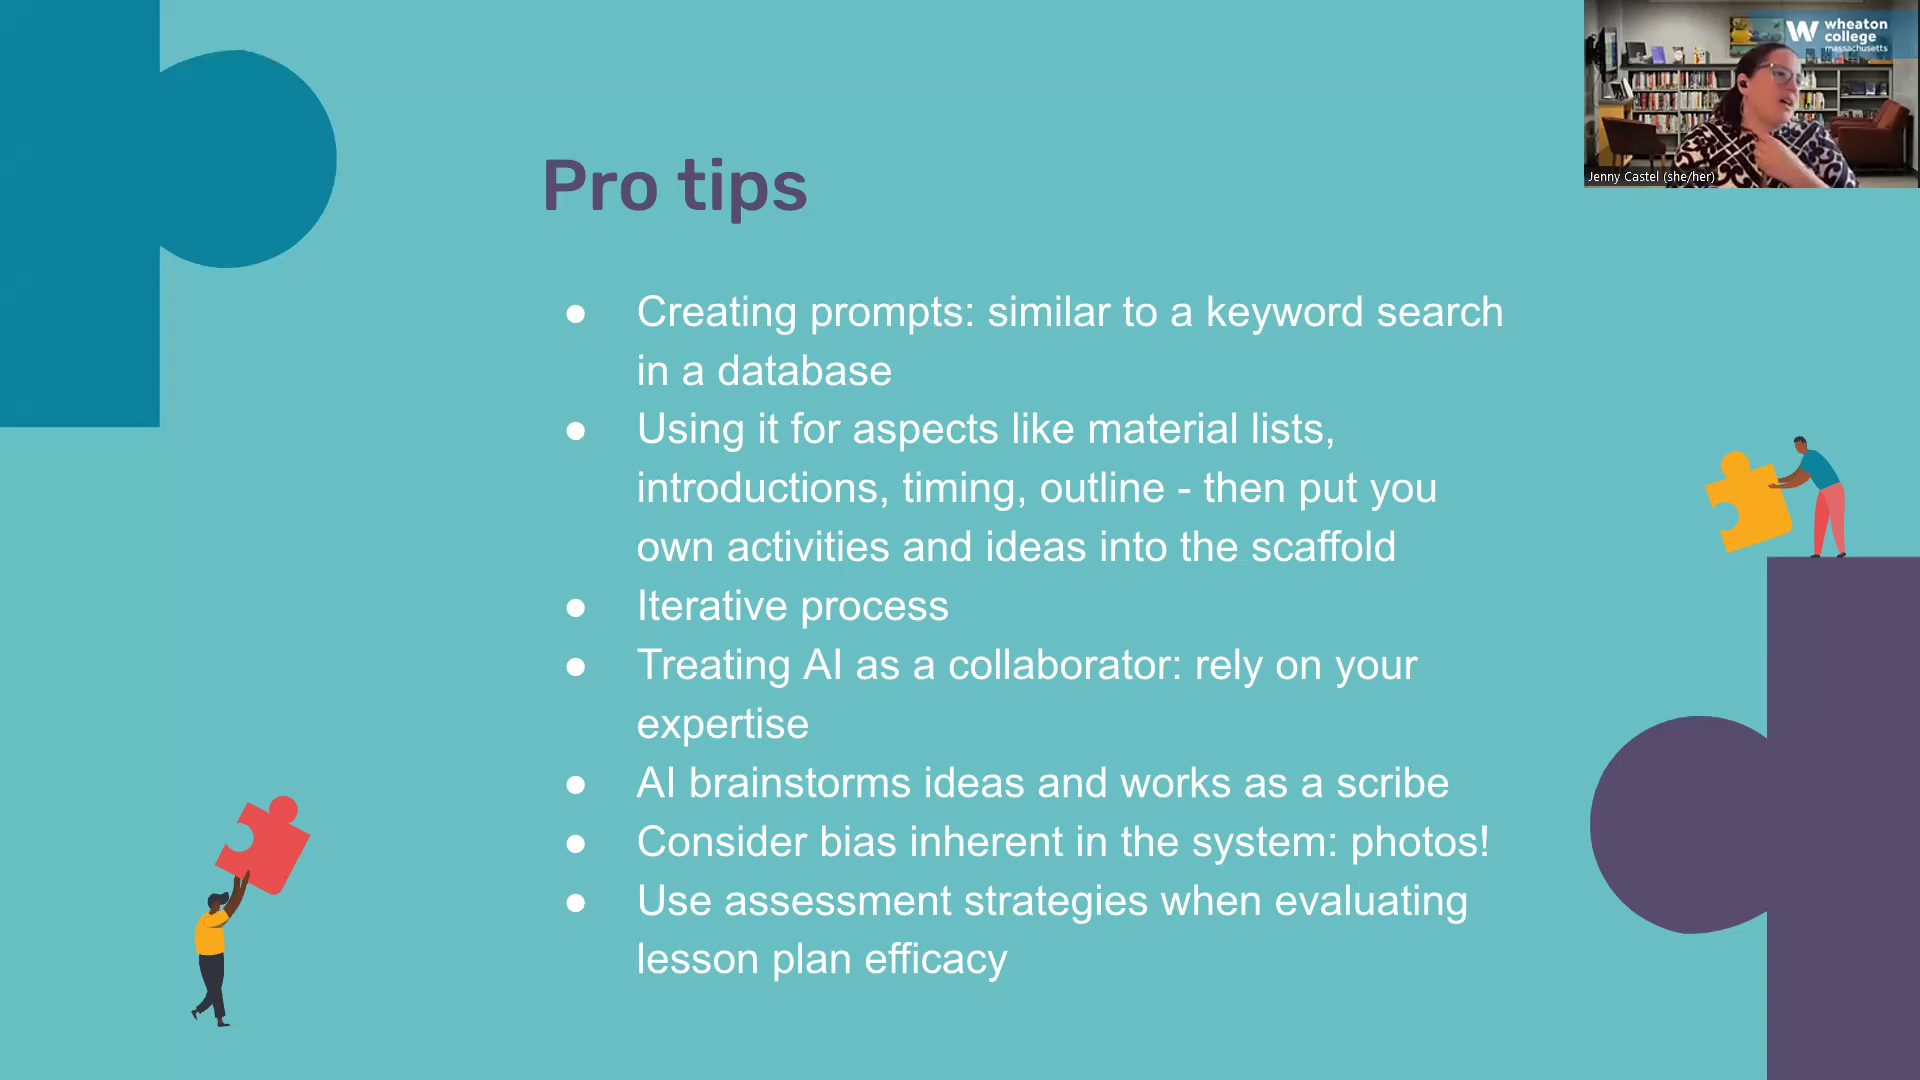 wheaton
college
massachusetts
Jenny Castel (she/her)
Pro tips
● Creating prompts: similar to a keyword search
in a database
● Using it for aspects like material lists,
introductions, timing, outline - then put you
own activities and ideas into the scaffold
● Iterative process
● Treating AI as a collaborator: rely on your
expertise
● AI brainstorms ideas and works as a scribe
● Consider bias inherent in the system: photos!
● Use assessment strategies when evaluating
lesson plan efficacy